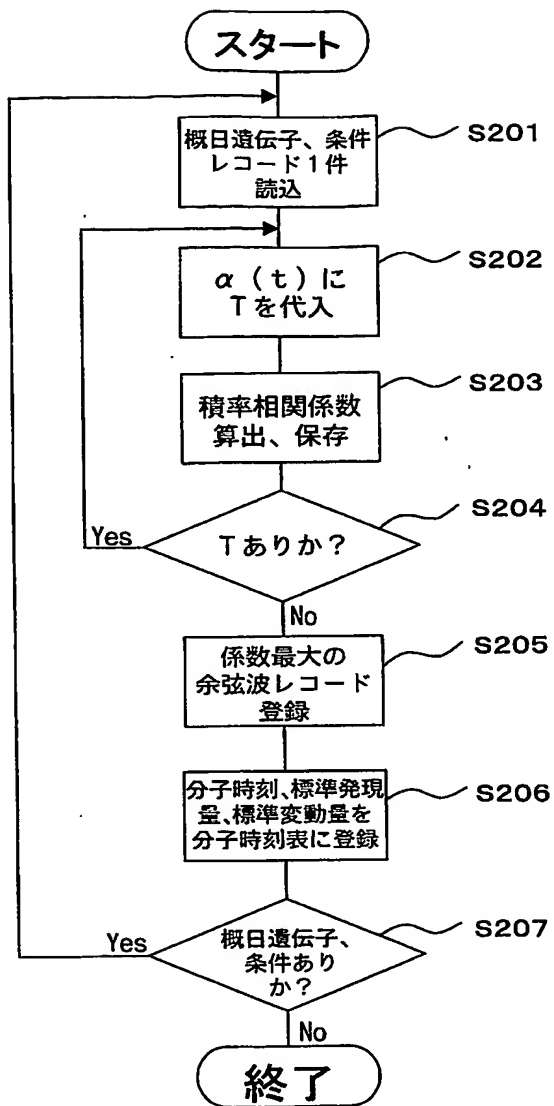 スタート
概日遺伝子、条件
レコード1件
読込
S201
α(t)に
Tを代入
S202
積率相関係数
算出、保存
S203
Tありか?
S204
Yes
No
係数最大の
余弦波レコード
登録
S205
分子時刻、標準発現
量、標準変動量を
分子時刻表に登録
S206
概日遺伝子、
条件あり
か?
S207
Yes
No
終了